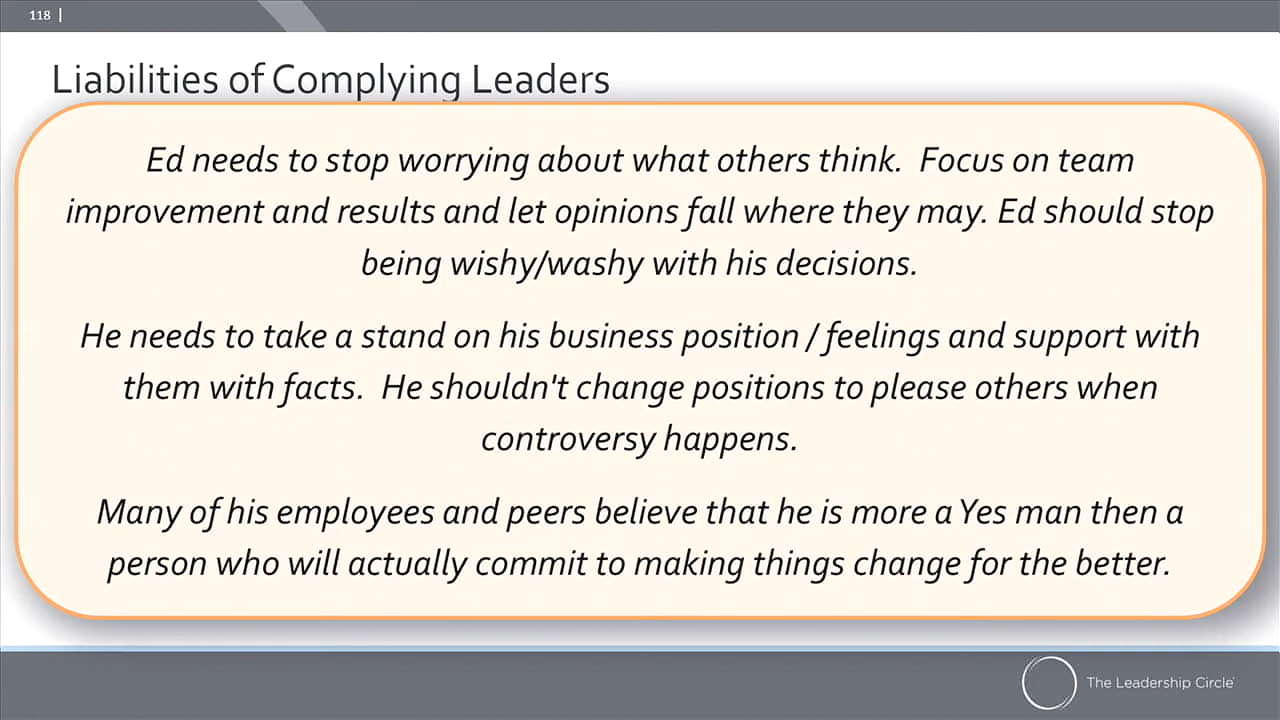 118 |
Liabilities of Complying Leaders
Ed needs to stop worrying about what others think.  Focus on team
improvement and results and let opinions fall where they may. Ed should stop
being wishy/washy with his decisions.
He needs to take a stand on his business position / feelings and support with
them with facts.  He shouldn't change positions to please others when
controversy happens.
Many of his employees and peers believe that he is more a Yes man then a
person who will actually commit to making things change for the better.
The Leadership Circle